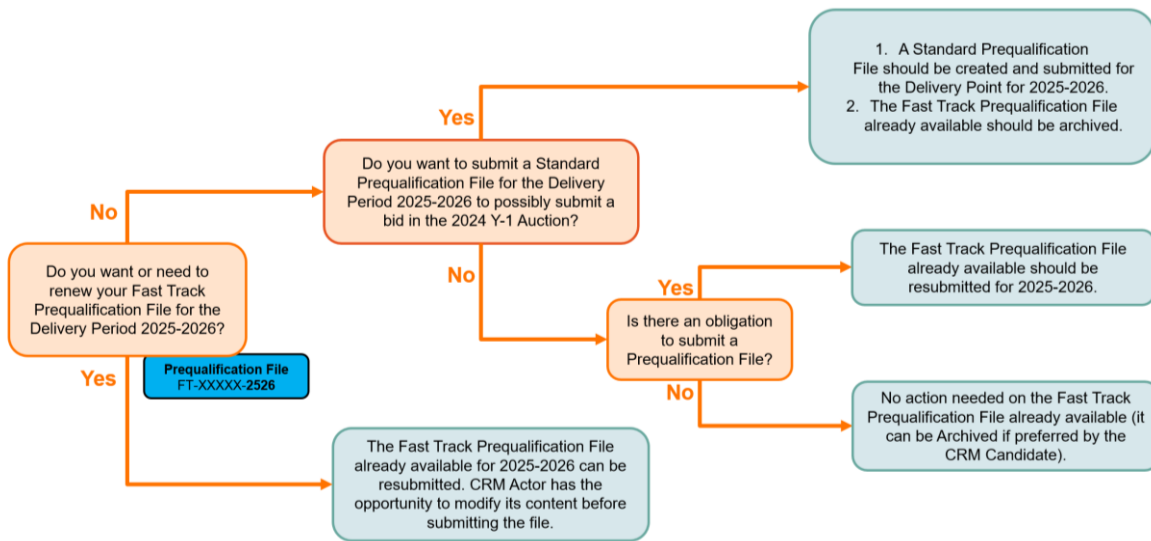 1. A Standard Prequalification
File should be created and submitted for
the Delivery Point for 2025-2026.
2. The Fast Track Prequalification File
already available should be archived.
Yes
Do you want to submit a Standard
Prequalification File for the Delivery
Period 2025-2026 to possibly submit a
bid in the 2024 Y-1 Auction?
No
Do you want or need to
renew your Fast Track
Prequalification File for the
Delivery Period 2025-2026?
No
The Fast Track Prequalification File
already available should be
resubmitted for 2025-2026.
Yes
Is there an obligation
to submit a
Prequalification File?
Yes
Prequalification File
FT-XXXXX-2526
No
No action needed on the Fast Track
Prequalification File already available (it
can be Archived if preferred by the
CRM Candidate).
The Fast Track Prequalification File
already available for 2025-2026 can be
resubmitted. CRM Actor has the
opportunity to modify its content before
submitting the file.